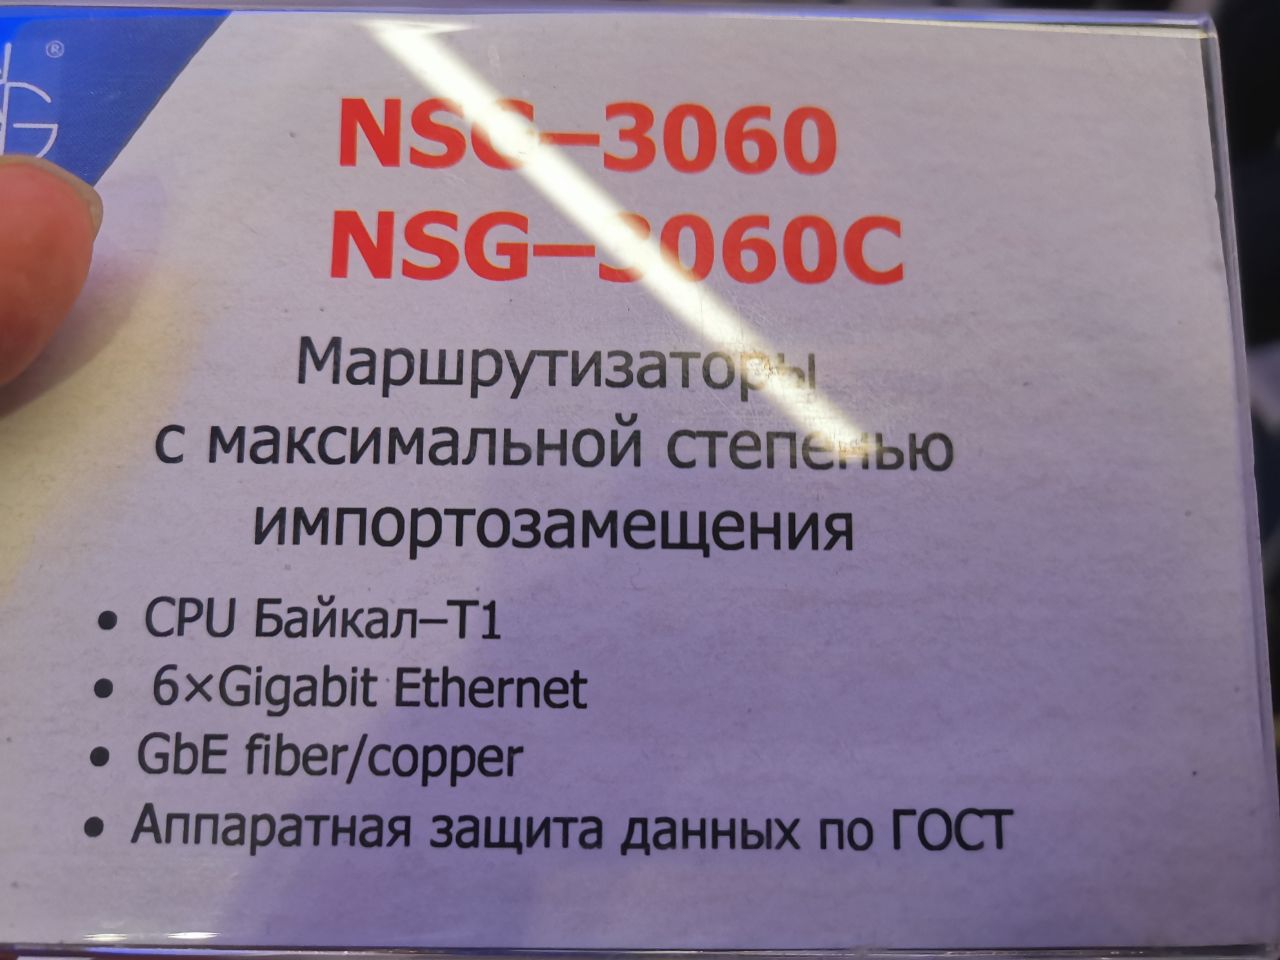 ®
NSG–3060
NSG–3060C
Маршрутизаторы
с максимальной степенью
импортозамещения
• CPU Байкал–Т1
• 6×Gigabit Ethernet
• GbE fiber/copper
• Аппаратная защита данных по ГОСТ